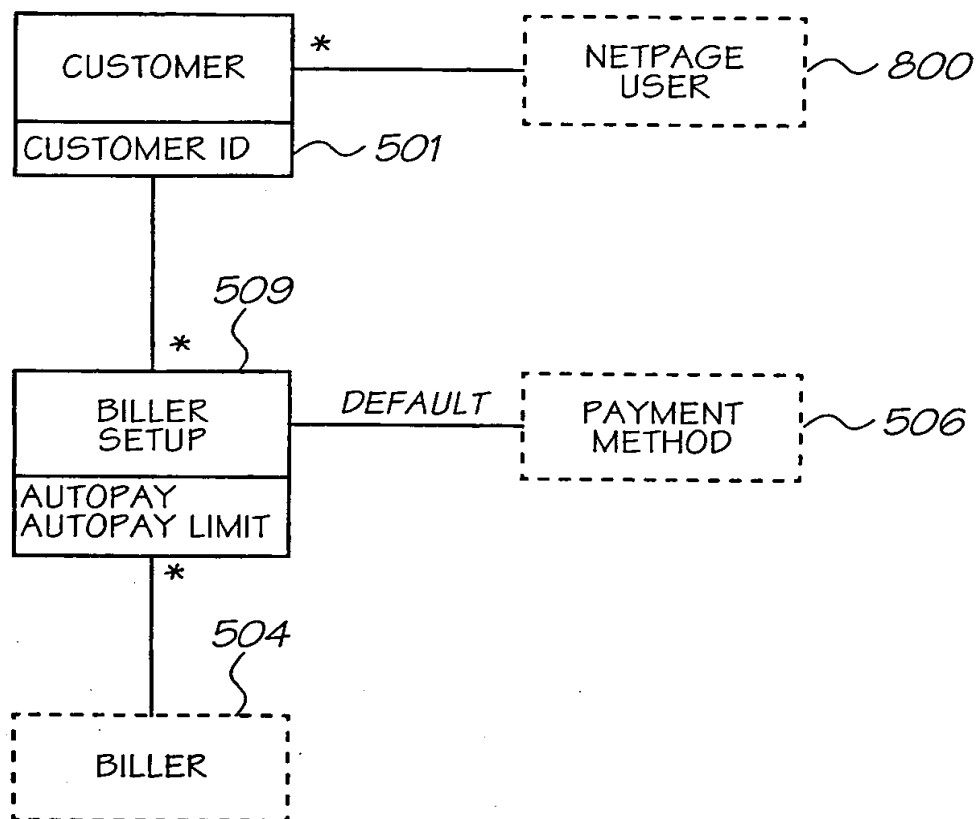 CUSTOMER
*
NETPAGE
USER
800
CUSTOMER ID
501
509
*
BILLER
SETUP
DEFAULT
PAYMENT
METHOD
506
AUTOPAY
AUTOPAY LIMIT
*
504
BILLER